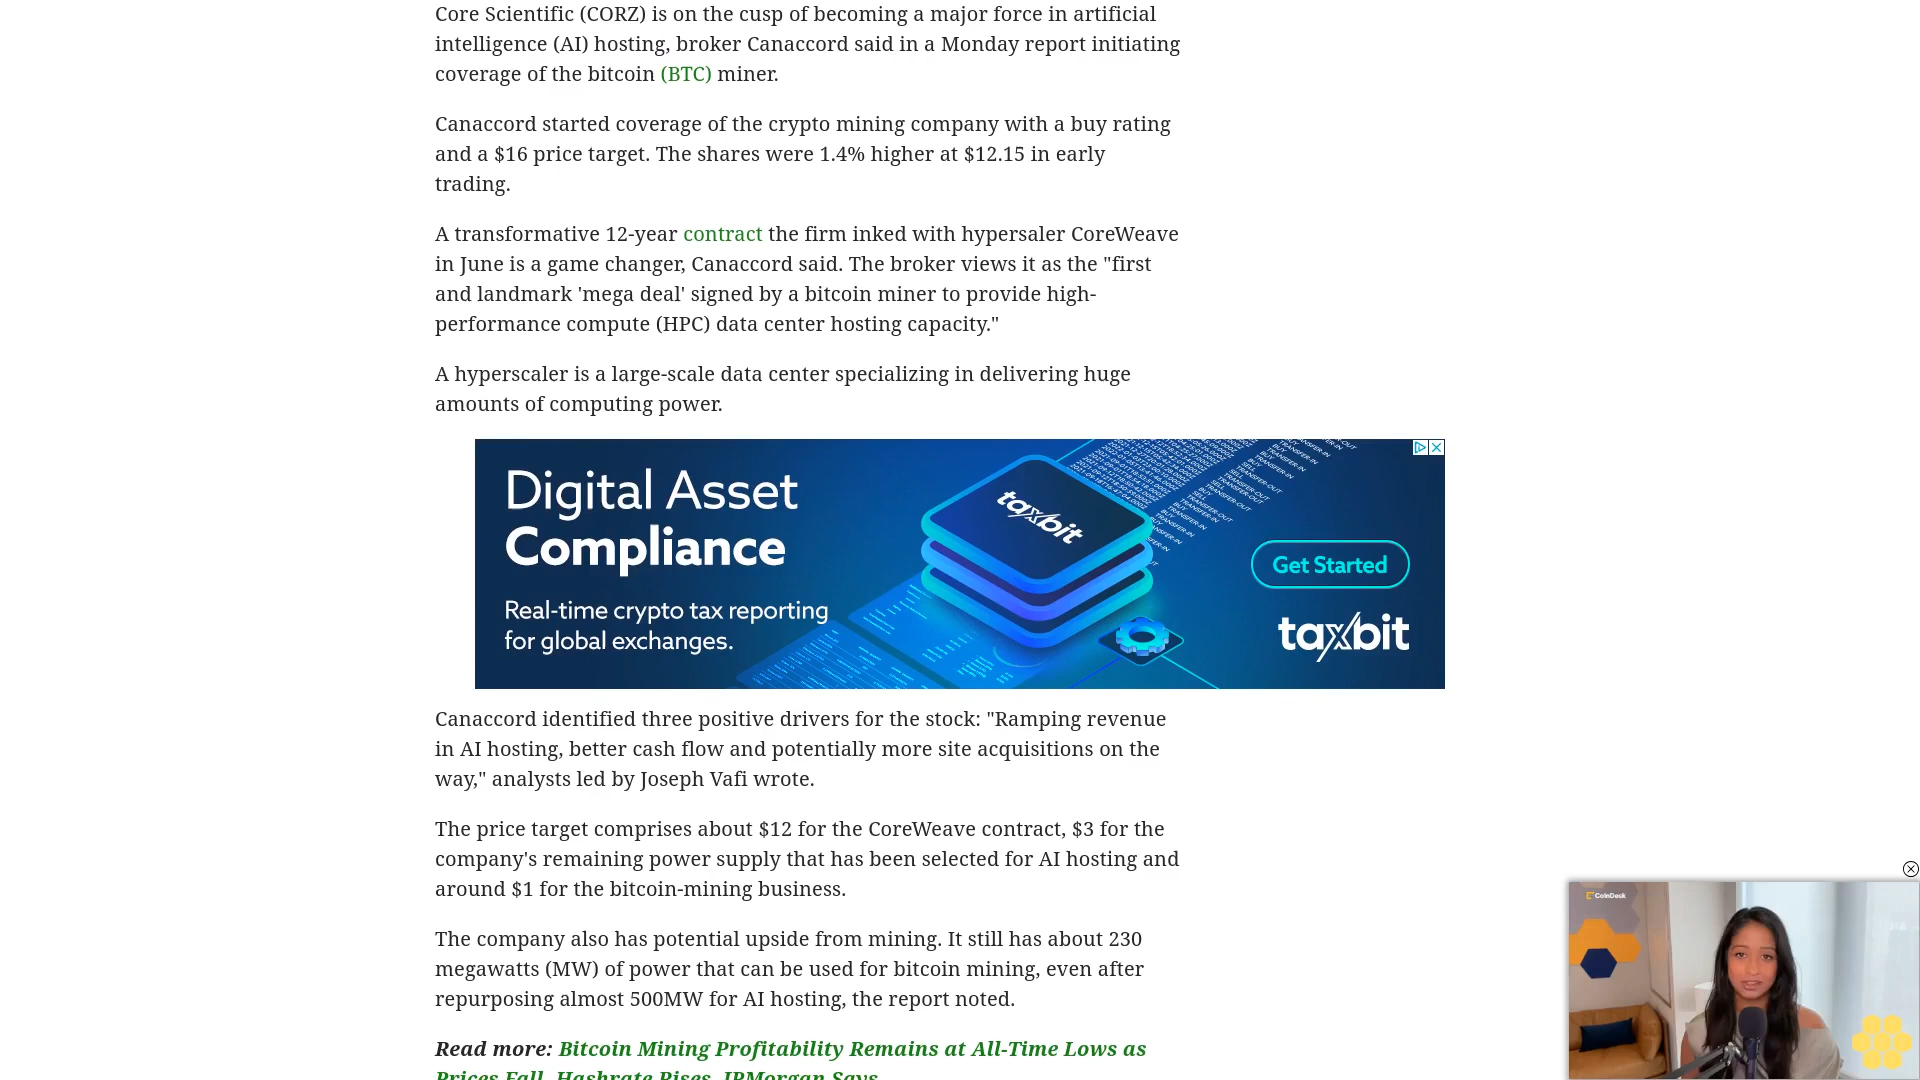 Core Scientific (CORZ) is on the cusp of becoming a major force in artificial
intelligence (AI) hosting, broker Canaccord said in a Monday report initiating
coverage of the bitcoin (BTC) miner.
Canaccord started coverage of the crypto mining company with a buy rating
and a $16 price target. The shares were 1.4% higher at $12.15 in early
trading.
A transformative 12-year contract the firm inked with hypersaler CoreWeave
in June is a game changer, Canaccord said. The broker views it as the "first
and landmark 'mega deal' signed by a bitcoin miner to provide high-
performance compute (HPC) data center hosting capacity."
A hyperscaler is a large-scale data center specializing in delivering huge
amounts of computing power.
Digital Asset
Compliance
Real-time crypto tax reporting
for global exchanges.
taxbit
Get Started
taxbit
Canaccord identified three positive drivers for the stock: "Ramping revenue
in AI hosting, better cash flow and potentially more site acquisitions on the
way," analysts led by Joseph Vafi wrote.
The price target comprises about $12 for the CoreWeave contract, $3 for the
company's remaining power supply that has been selected for AI hosting and
around $1 for the bitcoin-mining business.
The company also has potential upside from mining. It still has about 230
megawatts (MW) of power that can be used for bitcoin mining, even after
repurposing almost 500MW for AI hosting, the report noted.
Read more: Bitcoin Mining Profitability Remains at All-Time Lows as
Prices Fall, Hashrate Rises, JPMorgan Says
CoinDesk